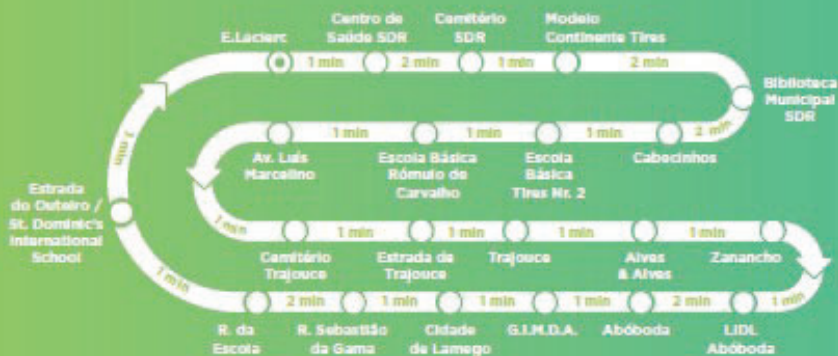 E.Leclerc
Centro de
Saúde SDR
Cemitério
SDR
Modelo
Continente Tires
1 min
2 min
1 min
2 min
Biblioteca
Municipal
SDR
2 min
1 min
1 min
1 min
Av. Luís
Marcelino
Escola Básica
Rómulo de
Carvalho
Escola
Básica
Tires Nr. 2
Cabecinhos
1 min
1 min
1 min
1 min
1 min
Cemitério
Trajouce
Estrada de
Trajouce
Trajouce
Alves
& Alves
Zanancho
1 min
2 min
1 min
1 min
1 min
2 min
R. da
Escola
R. Sebastião
da Gama
Cidade
de Lamego
G.I.M.D.A.
Abóboda
LIDL
Abóboda
1 min
Estrada
do Outeiro /
St. Dominic's
International
School
1 min